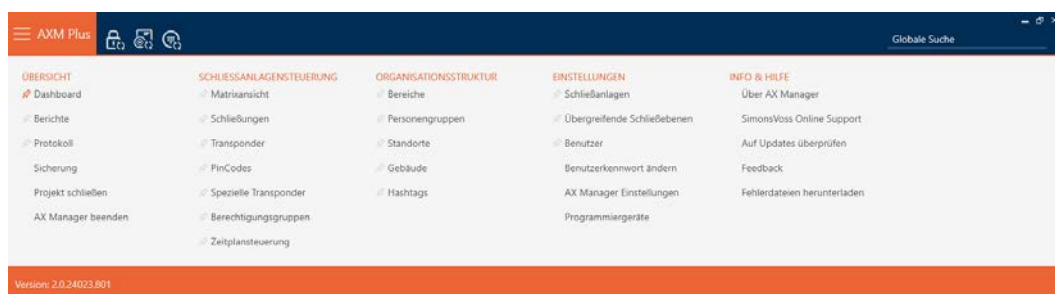 AXM Plus
Globale Suche
ÜBERSICHT
Dashboard
Berichte
Protokoll
Sicherung
Projekt schließen
AX Manager beenden
SCHLIESSANLAGENSTEUERUNG
Matrixansicht
Schließungen
Transponder
PinCodes
Spezielle Transponder
Berechtigungsgruppen
Zeitplansteuerung
ORGANISATIONSSTRUKTUR
Bereiche
Personengruppen
Standorte
Gebäude
Hashtags
EINSTELLUNGEN
Schließanlagen
Übergreifende Schließebenen
Benutzer
Benutzerkennwort ändern
AX Manager Einstellungen
Programmiergeräte
INFO & HILFE
Über AX Manager
SimonsVoss Online Support
Auf Updates überprüfen
Feedback
Fehlerdateien herunterladen
Version: 2.0.24023.801